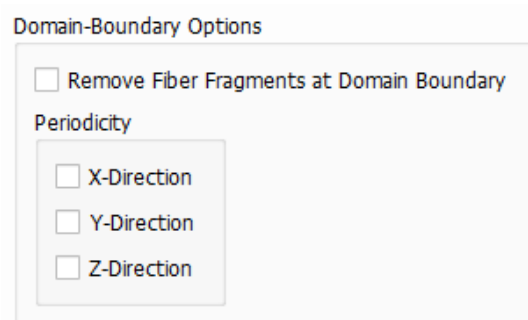 Domain-Boundary Options
Remove Fiber Fragments at Domain Boundary
Periodicity
X-Direction
Y-Direction
Z-Direction